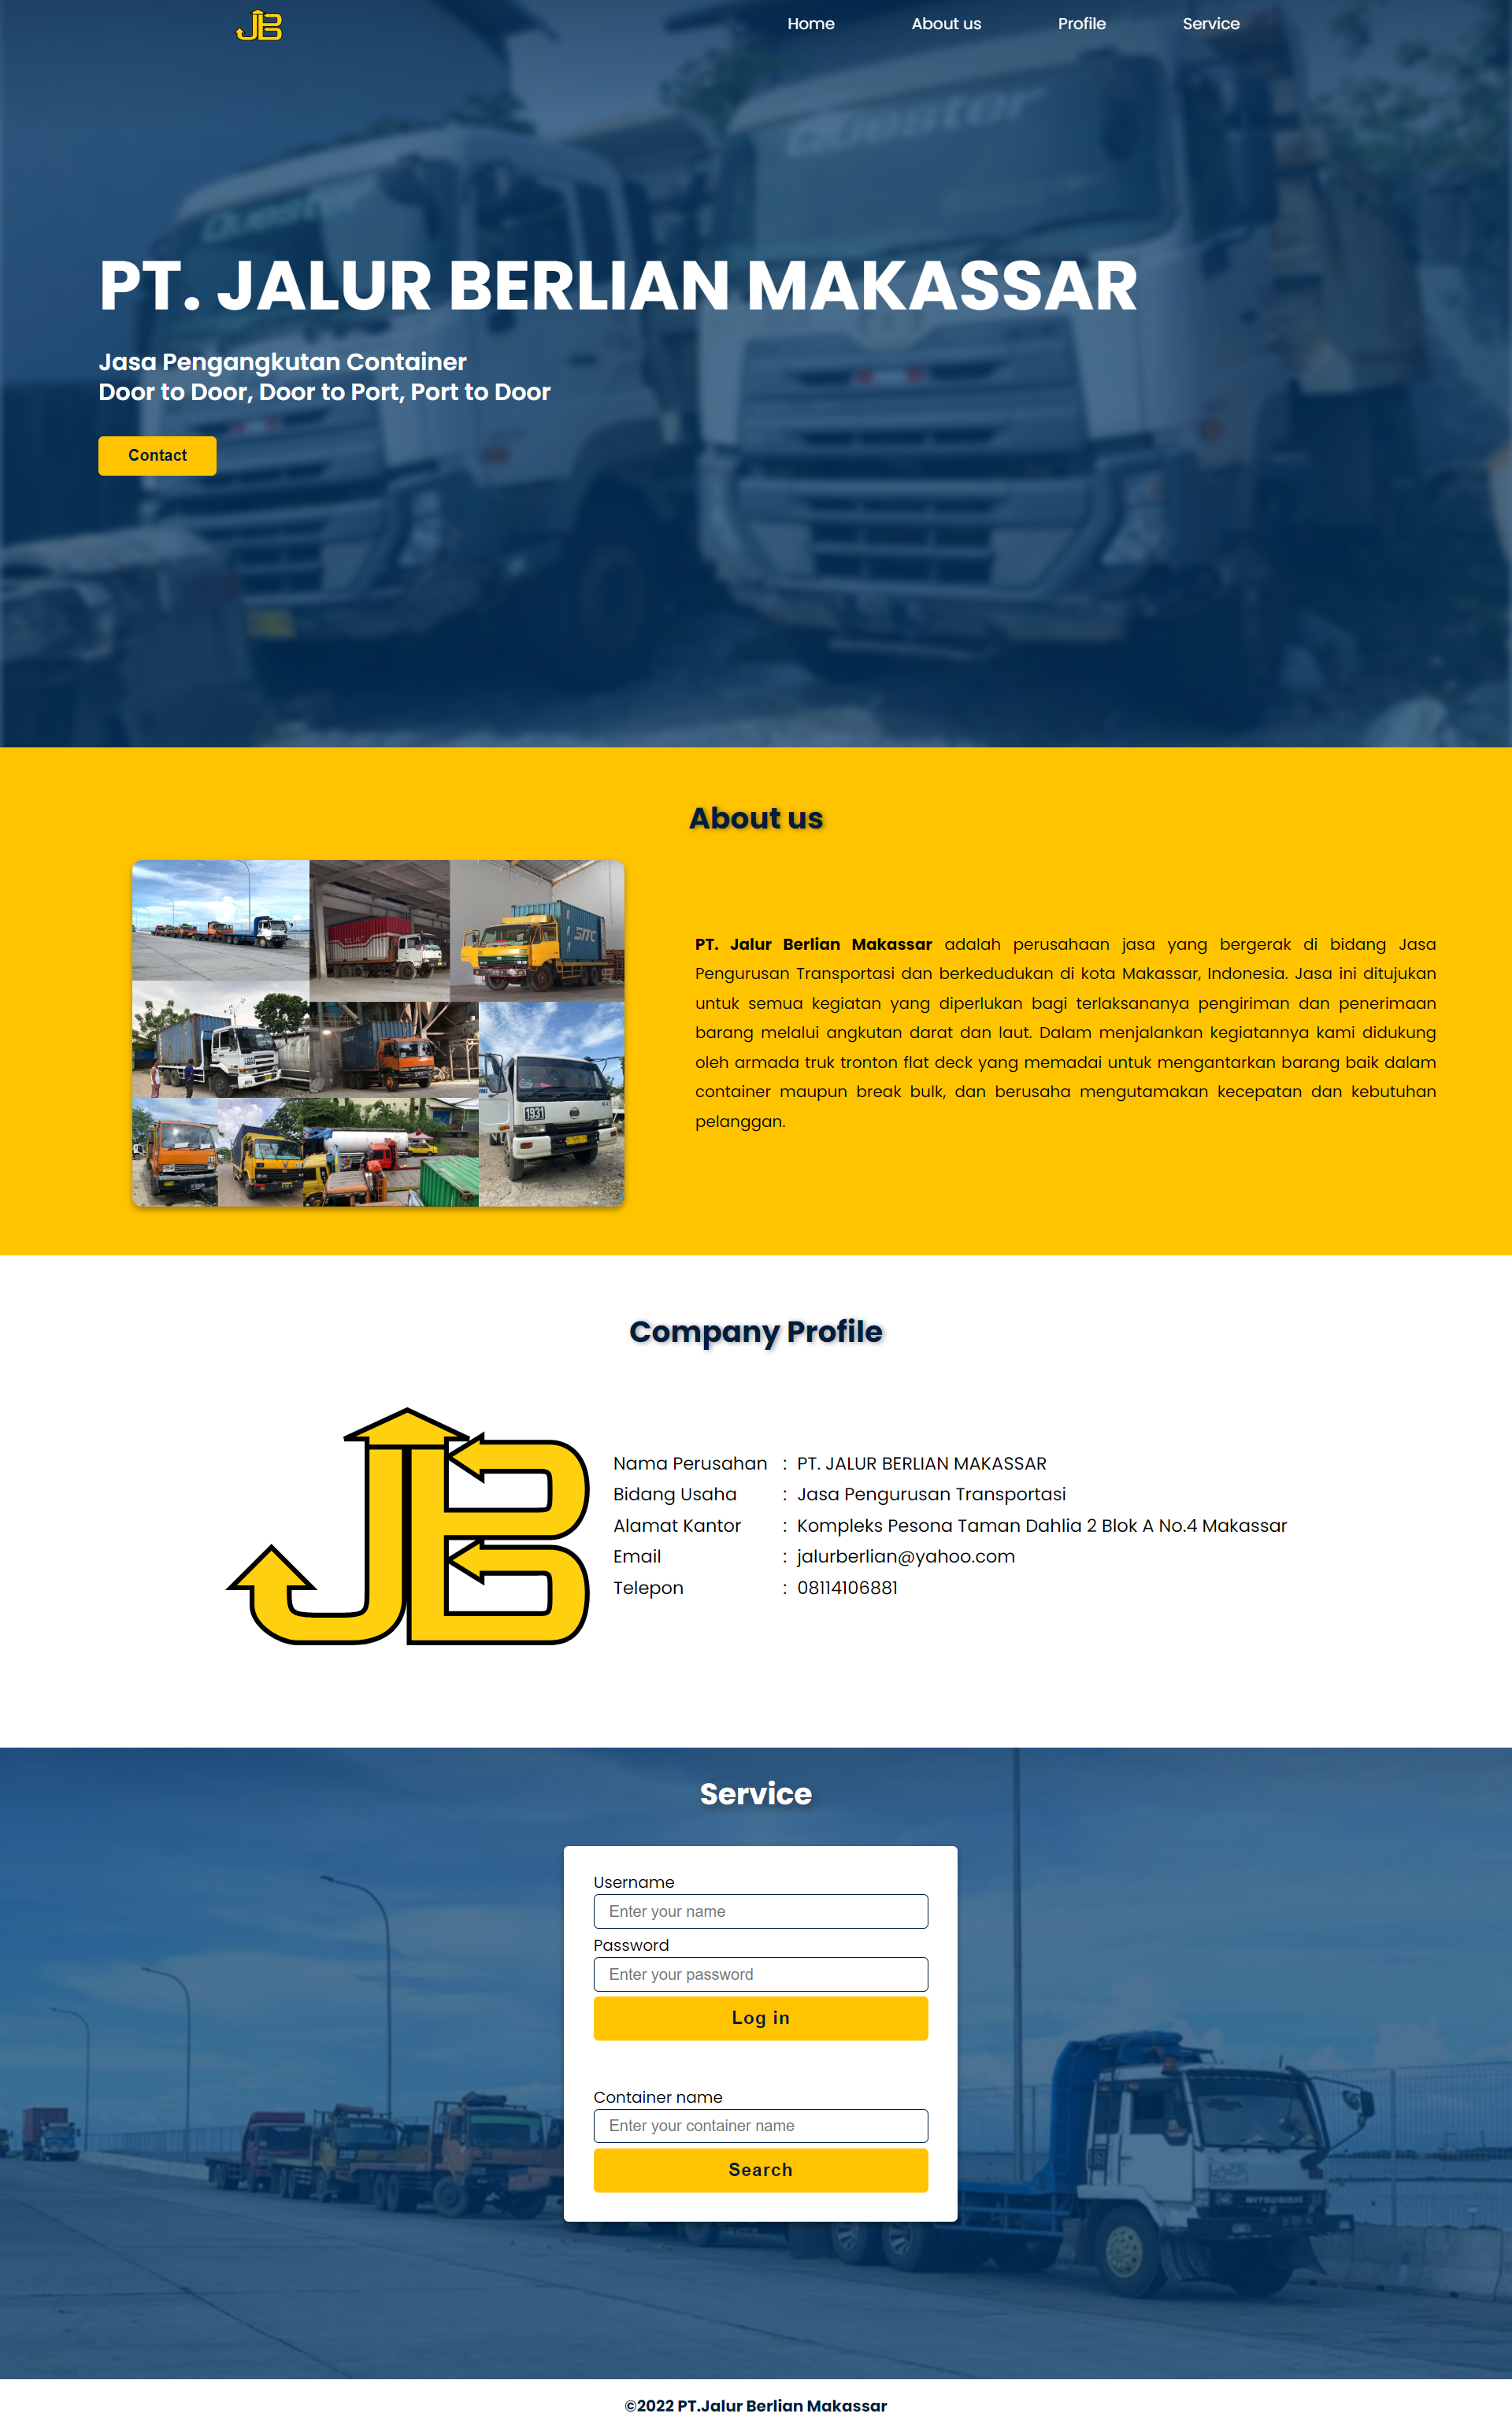 JB
Home
About us
Profile
Service
Quester
Quester
PT. JALUR BERLIAN MAKASSAR
Jasa Pengangkutan Container
Door to Door, Door to Port, Port to Door
Contact
About us
SITC
1931
PT. Jalur Berlian Makassar adalah perusahaan jasa yang bergerak di bidang Jasa
Pengurusan Transportasi dan berkedudukan di kota Makassar, Indonesia. Jasa ini ditujukan
untuk semua kegiatan yang diperlukan bagi terlaksananya pengiriman dan penerimaan
barang melalui angkutan darat dan laut. Dalam menjalankan kegiatannya kami didukung
oleh armada truk tronton flat deck yang memadai untuk mengantarkan barang baik dalam
container maupun break bulk, dan berusaha mengutamakan kecepatan dan kebutuhan
pelanggan.
Company Profile
JB
Nama Perusahan : PT. JALUR BERLIAN MAKASSAR
Bidang Usaha : Jasa Pengurusan Transportasi
Alamat Kantor : Kompleks Pesona Taman Dahlia 2 Blok A No.4 Makassar
Email : jalurberlian@yahoo.com
Telepon : 08114106881
Service
Username
Enter your name
Password
Enter your password
Log in
Container name
Enter your container name
Search
MITSUBISHI
©2022 PT.Jalur Berlian Makassar